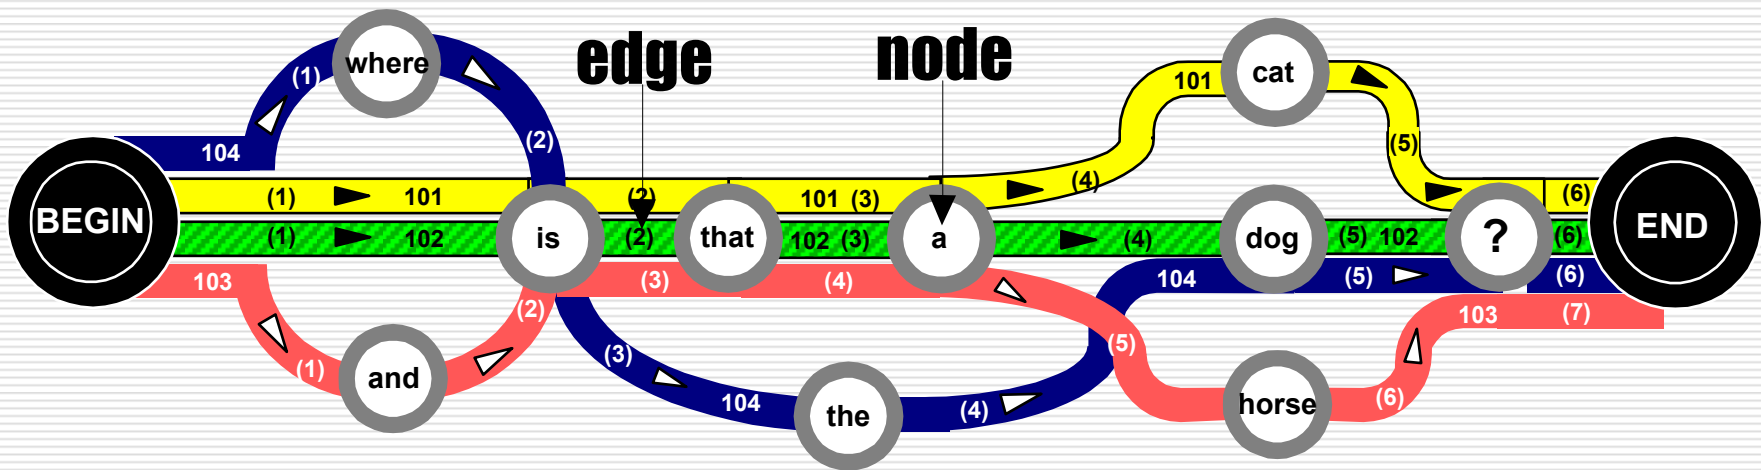 edge
node
where
cat
(1)
101
(2)
(5)
104
(4)
(1) 101 (2) 101 (3) (6)
BEGIN
is
that
a
dog
?
END
(1) 102 (2) 102 (3) (4) (5) 102 (6)
103 (3) (4) 104 (5) (6)
(2)
103 (7)
(5)
(3)
(1)
and
104
the
(4)
horse
(6)